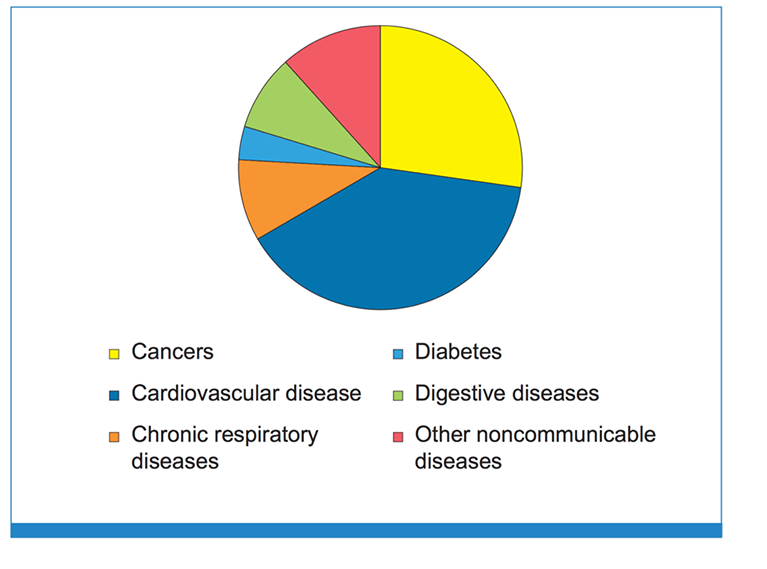 Cancers
Cardiovascular disease
Chronic respiratory
diseases
Diabetes
Digestive diseases
Other noncommunicable
diseases